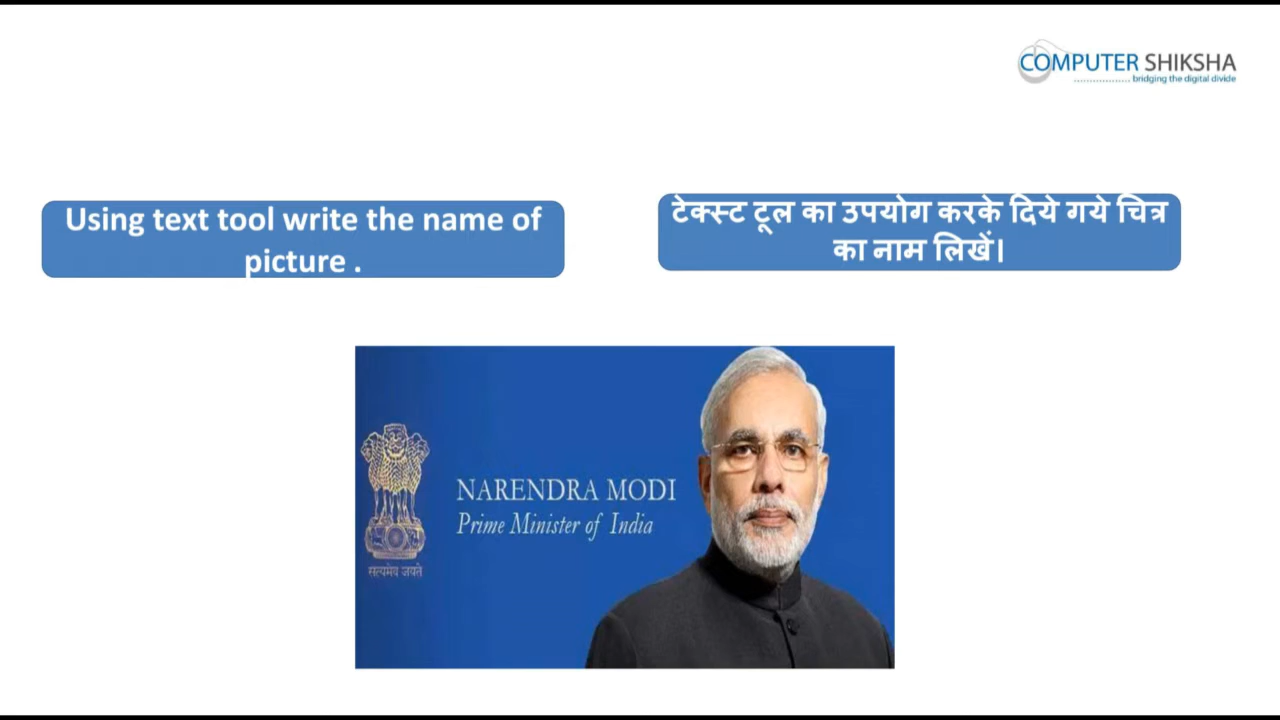 COMPUTER SHIKSHA
.................. bridging the digital divide
Using text tool write the name of
picture .
टेक्स्ट टूल का उपयोग करके दिये गये चित्र
का नाम लिखें।
NARENDRA MODI
Prime Minister of India
सत्यमेव जयते